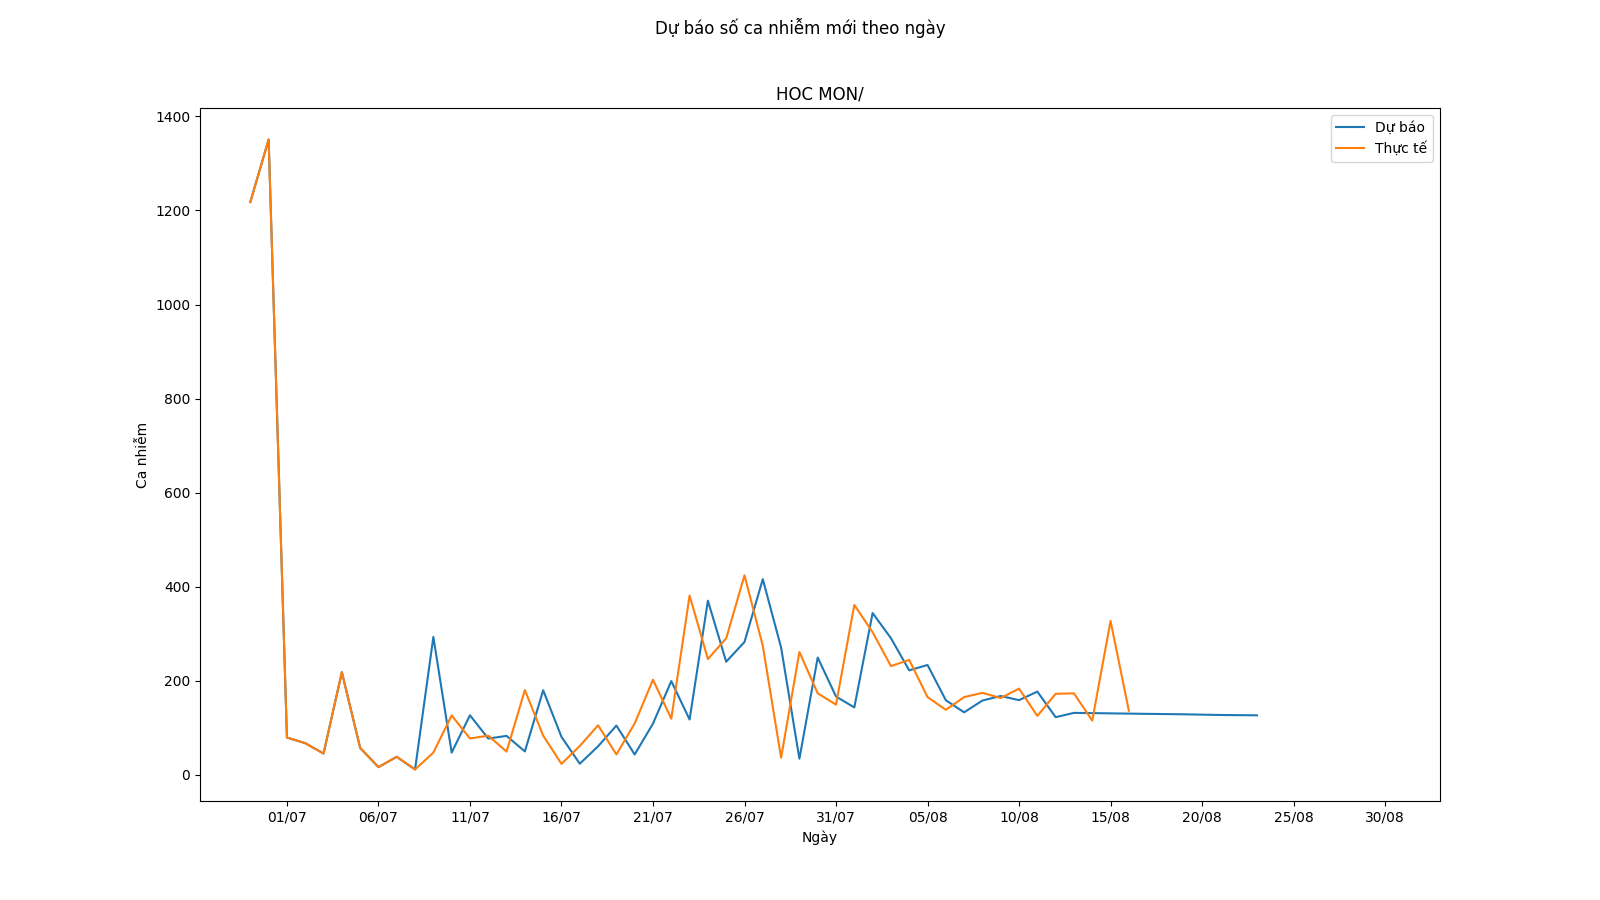 Dự báo số ca nhiễm mới theo ngày
HOC MON/
1400
1200
1000
800
600
400
200
0
Ca nhiễm
Dự báo
Thực tế
01/07 06/07 11/07 16/07 21/07 26/07 31/07 05/08 10/08 15/08 20/08 25/08 30/08
Ngày